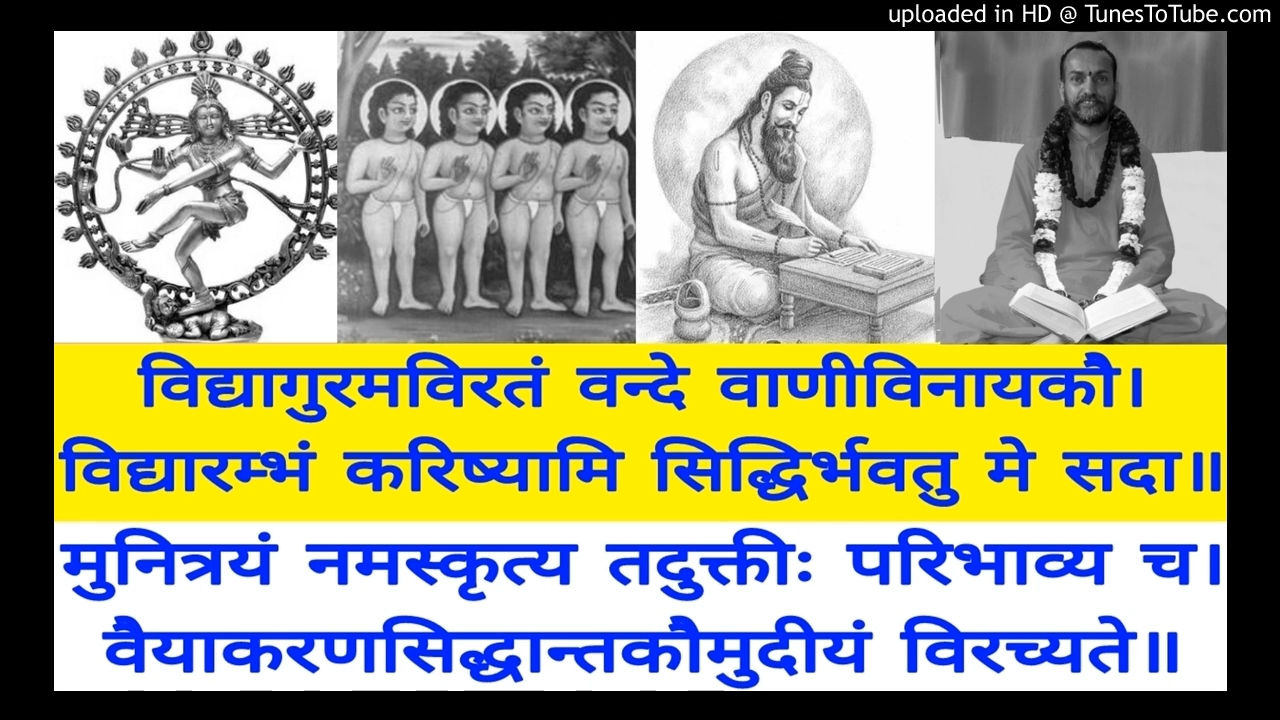 uploaded in HD @ TunesToTube.com
विद्यागुरमविरतं वन्दे वाणीविनायकौ।
विद्यारम्भं करिष्यामि सिद्धिर्भवतु मे सदा॥
मुनित्रयं नमस्कृत्य तदुक्तीः परिभाव्य च।
वैयाकरणसिद्धान्तकौमुदीयं विरच्यते॥